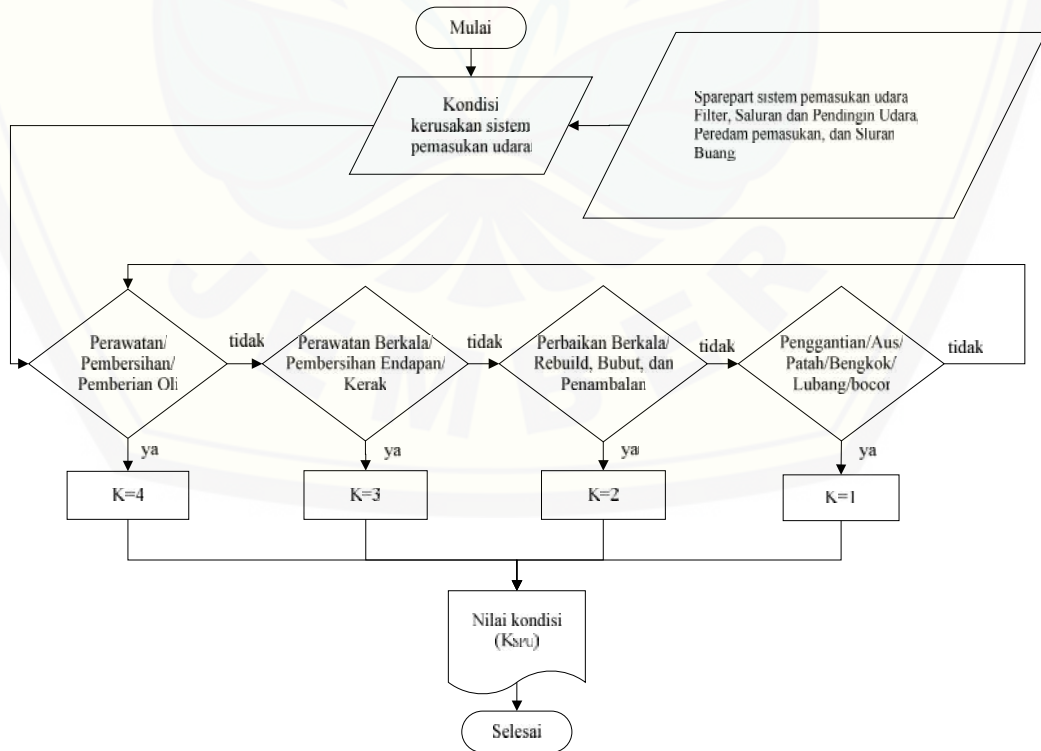 Mulai
Kondisi
kerusakan sistem
pemasukan udara
Sparepart sistem pemasukan udara
Filter, Saluran dan Pendingin Udara,
Peredam pemasukan, dan Sluran
Buang
Perawatan/
Pembersihan/
Pemberian Oli
tidak
Perawatan Berkala/
Pembersihan Endapan/
Kerak
tidak
Perbaikan Berkala/
Rebuild, Bubut, dan
Penambalan
tidak
Penggantian/Aus/
Patah/Bengkok/
Lubang/bocor
tidak
ya
ya
ya
ya
K=4
K=3
K=2
K=1
Nilai kondisi
(KSPU)
Selesai
JEMBER